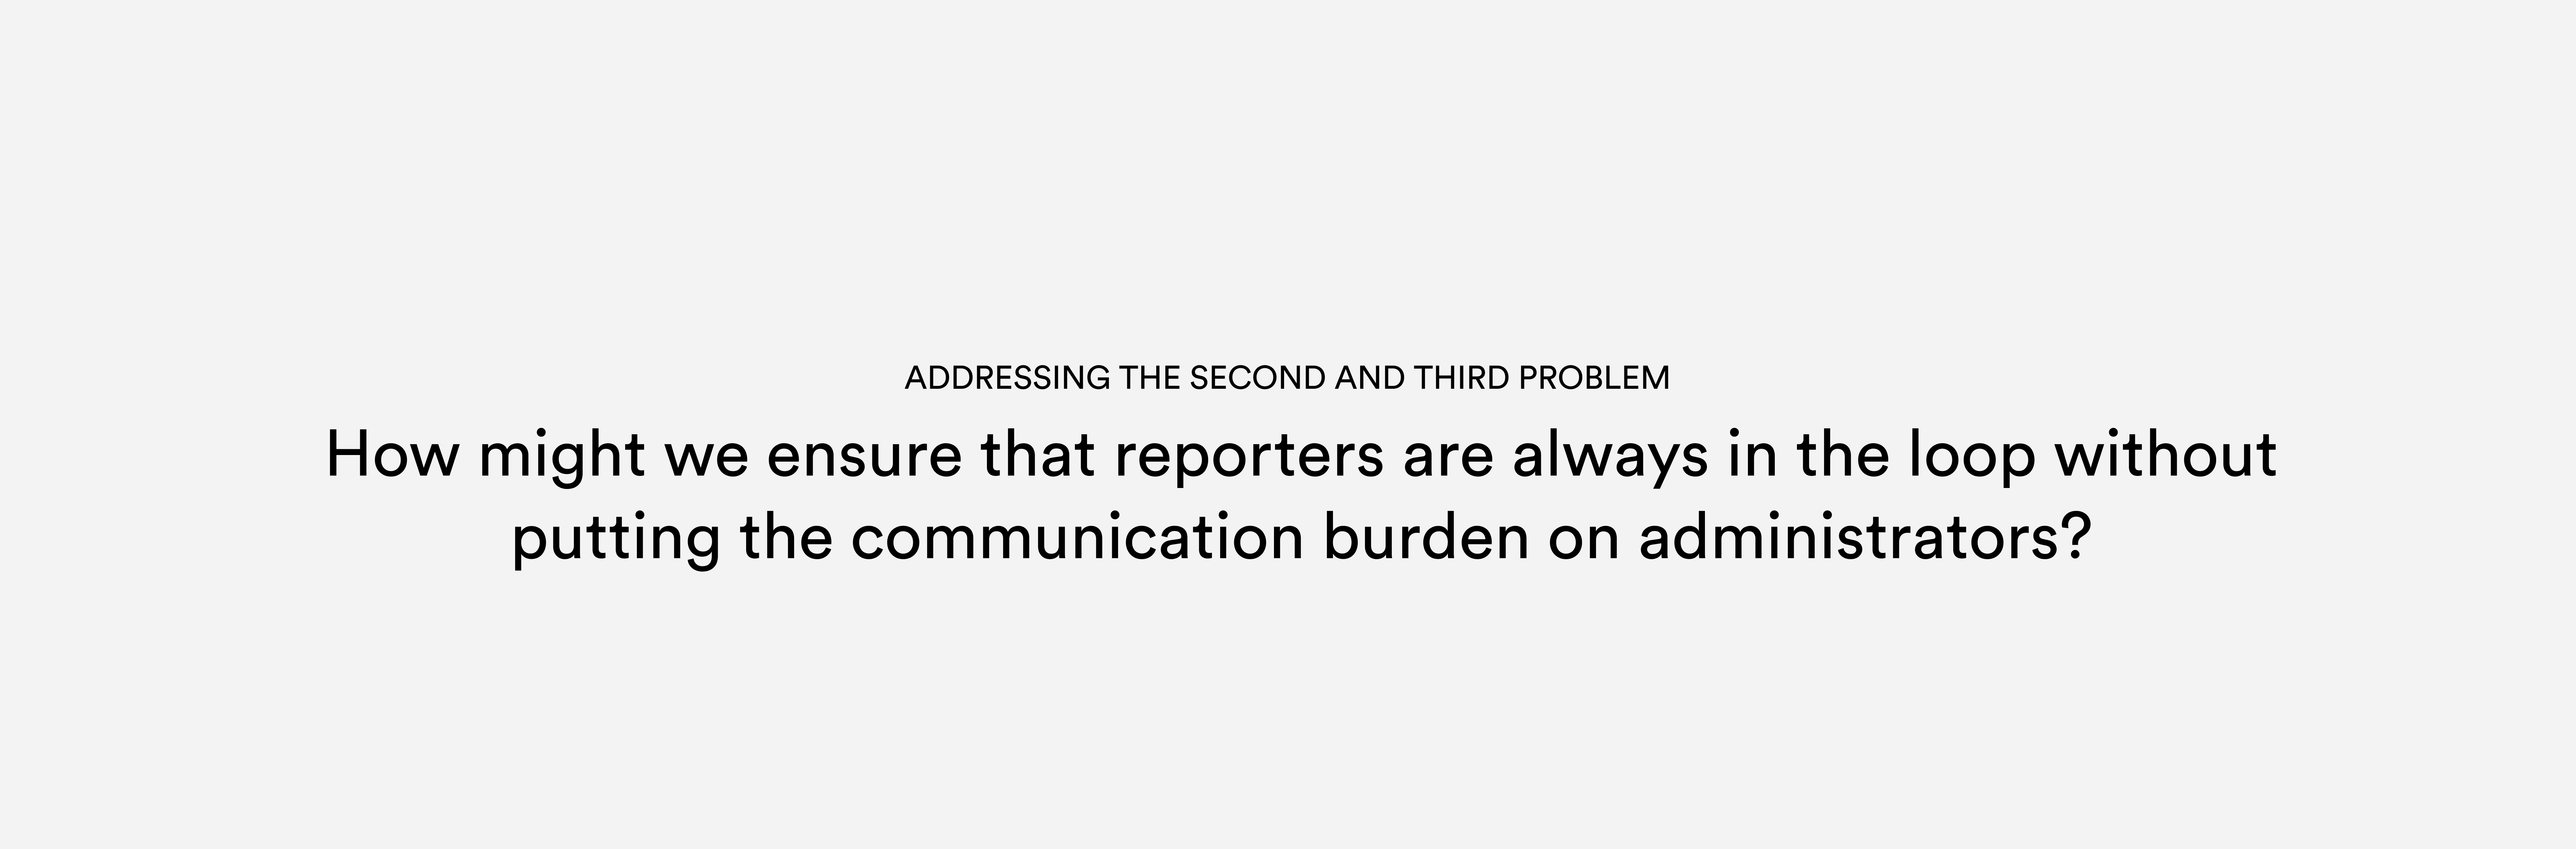 ADDRESSING THE SECOND AND THIRD PROBLEM
How might we ensure that reporters are always in the loop without
putting the communication burden on administrators?